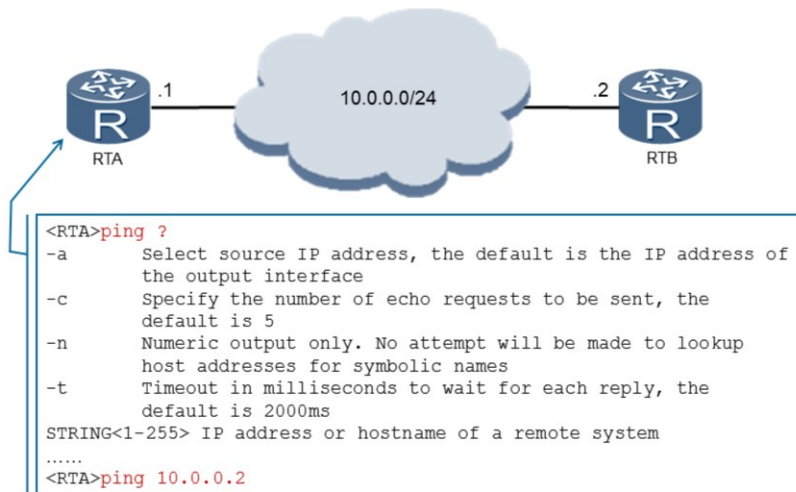 .1
10.0.0.0/24
.2
R
R
RTA
RTB
<RTA>ping ?
-a Select source IP address, the default is the IP address of
the output interface
-c Specify the number of echo requests to be sent, the
default is 5
-n Numeric output only. No attempt will be made to lookup
host addresses for symbolic names
-t Timeout in milliseconds to wait for each reply, the
default is 2000ms
STRING<1-255> IP address or hostname of a remote system
......
<RTA>ping 10.0.0.2